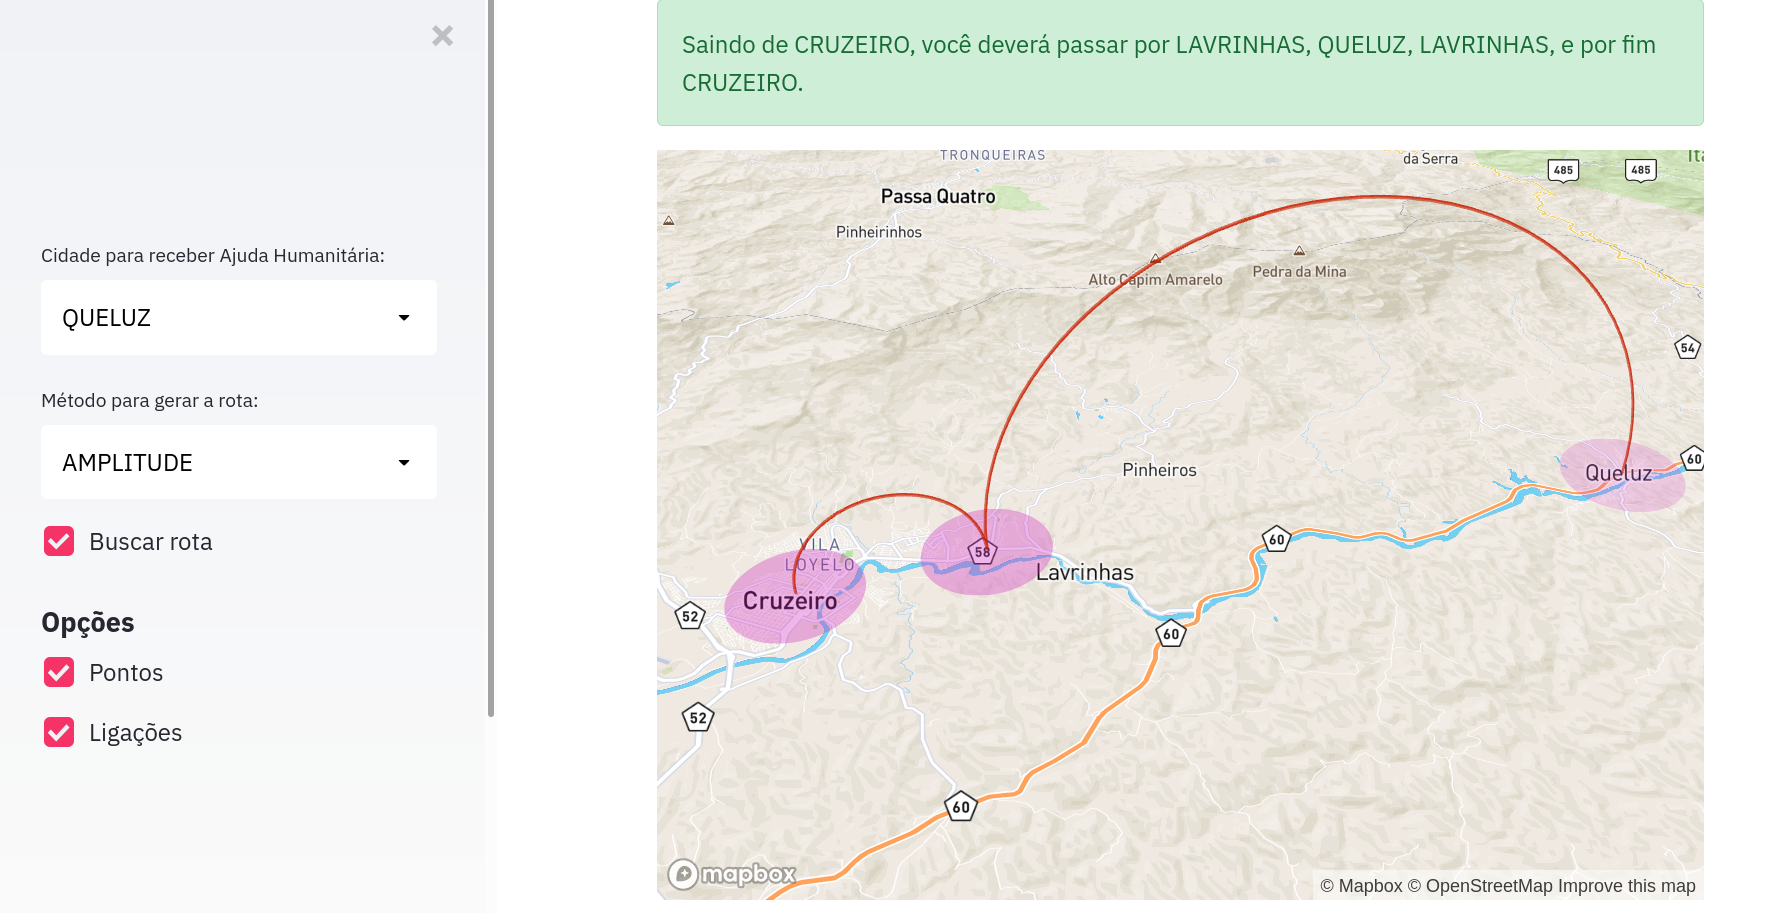 Cidade para receber Ajuda Humanitária:
QUELUZ
Método para gerar a rota:
AMPLITUDE
Buscar rota
Opções
Pontos
Ligações
Saindo de CRUZEIRO, você deverá passar por LAVRINHAS, QUELUZ, LAVRINHAS, e por fim
CRUZEIRO.
TRONQUEIRAS
da Serra
485
485
Passa Quatro
Pinheirinhos
Alto Capim Amarelo
Pedra da Mina
54
Pinheiros
Queluz
60
60
58
VILA
LOYELO
Lavrinhas
Cruzeiro
52
60
52
60
mapbox
© Mapbox © OpenStreetMap Improve this map